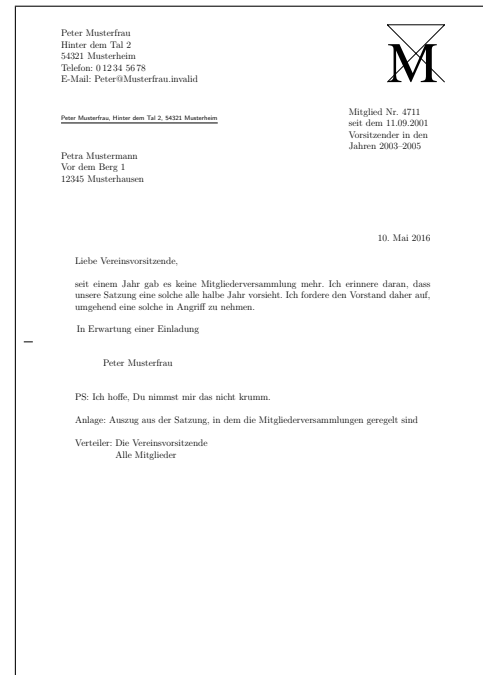 Peter Musterfrau
Hinter dem Tal 2
54321 Musterheim
Telefon: 0 12 34 56 78
E-Mail: Peter@Musterfrau.invalid
M
Peter Musterfrau, Hinter dem Tal 2, 54321 Musterheim
Mitglied Nr. 4711
seit dem 11.09.2001
Vorsitzender in den
Jahren 2003–2005
Petra Mustermann
Vor dem Berg 1
12345 Musterhausen
10. Mai 2016
Liebe Vereinsvorsitzende,
seit einem Jahr gab es keine Mitgliederversammlung mehr. Ich erinnere daran, dass
unsere Satzung eine solche alle halbe Jahr vorsieht. Ich fordere den Vorstand daher auf,
umgehend eine solche in Angriff zu nehmen.
In Erwartung einer Einladung
Peter Musterfrau
PS: Ich hoffe, Du nimmst mir das nicht krumm.
Anlage: Auszug aus der Satzung, in dem die Mitgliederversammlungen geregelt sind
Verteiler: Die Vereinsvorsitzende
Alle Mitglieder